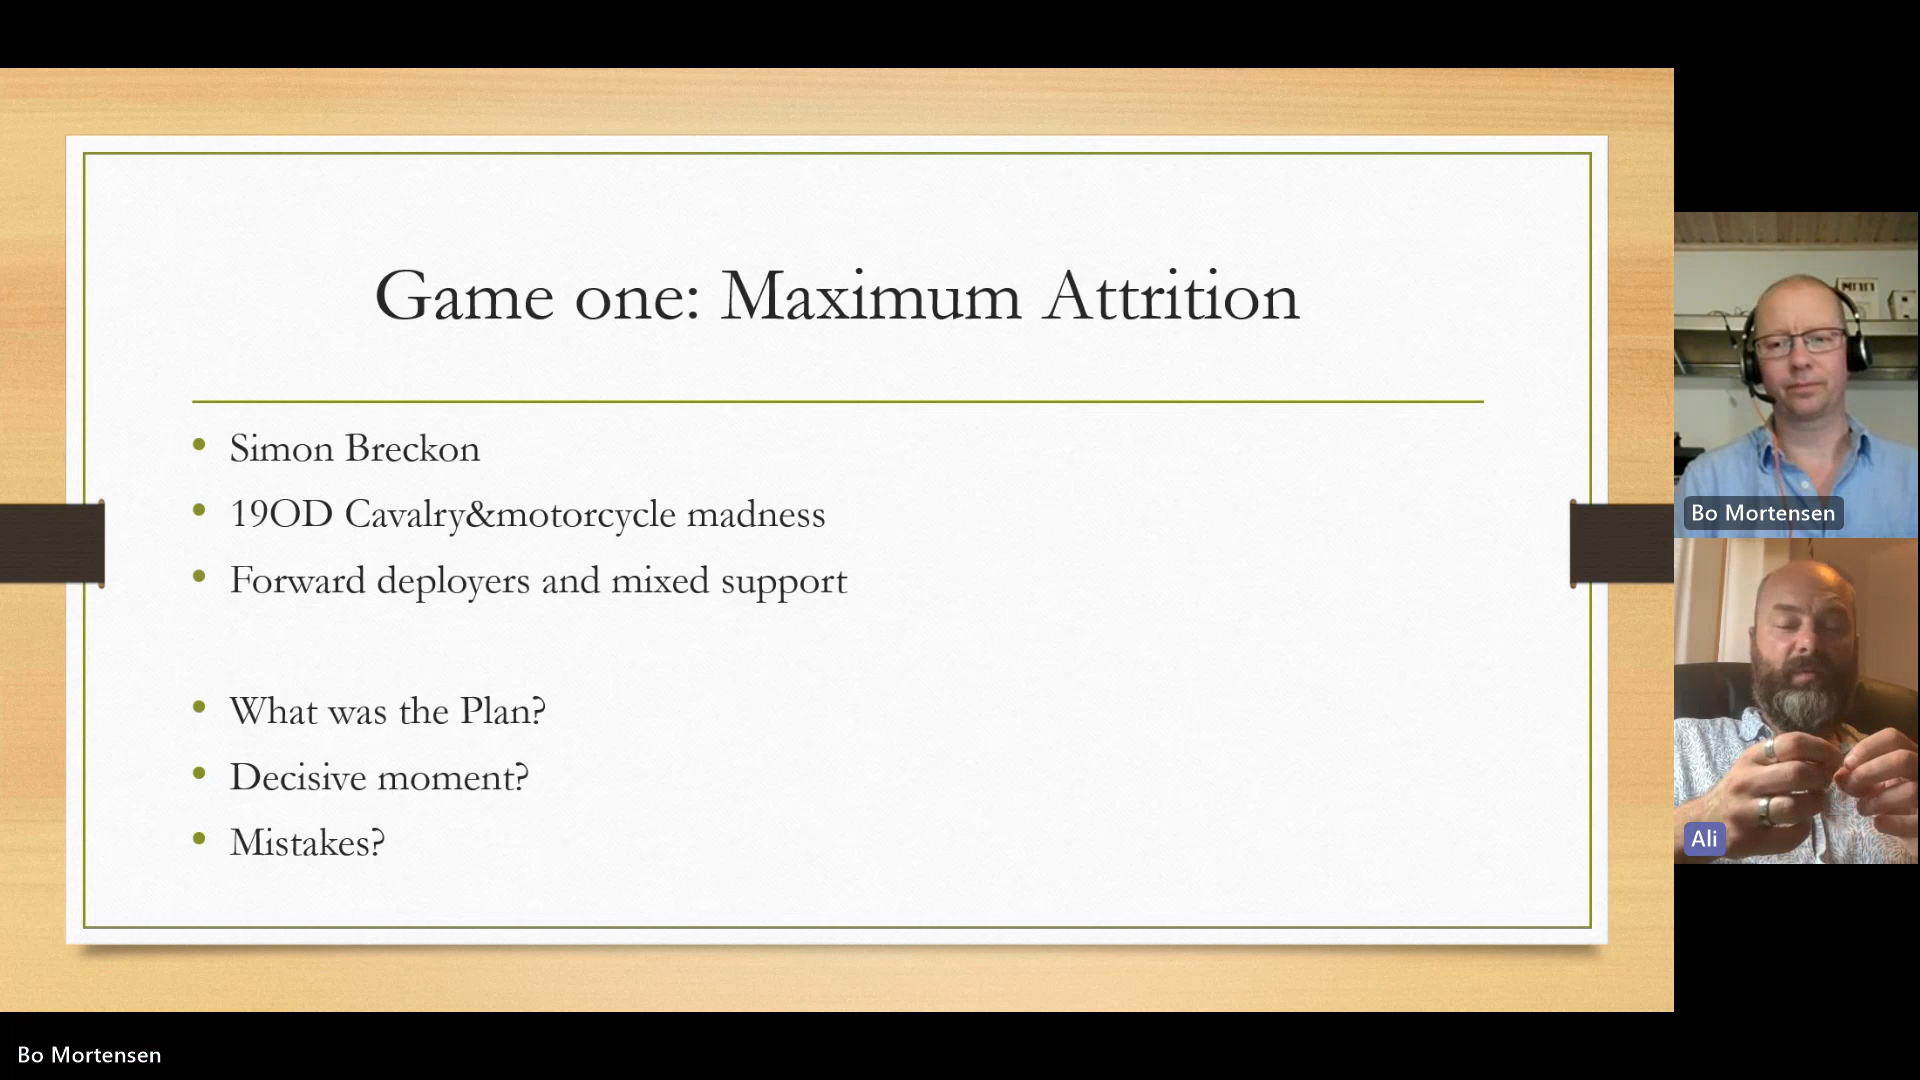 Game one: Maximum Attrition
Simon Breckon
19OD Cavalry&motorcycle madness
Forward deployers and mixed support
What was the Plan?
Decisive moment?
Mistakes?
Bo Mortensen
Ali
Bo Mortensen